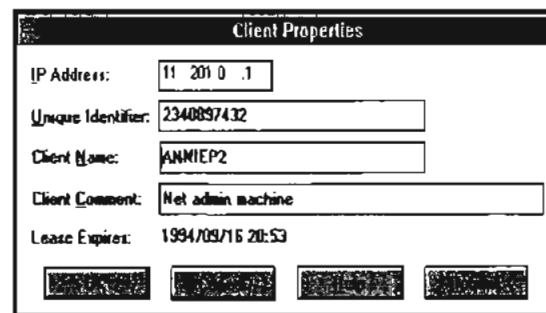 Client Properties
IP Address: 11 201 0 .1
Unique Identifier: 2340897432
Client Name: ANNIEP2
Client Comment: Net admin machine
Lease Expires: 1994/09/16 20:53